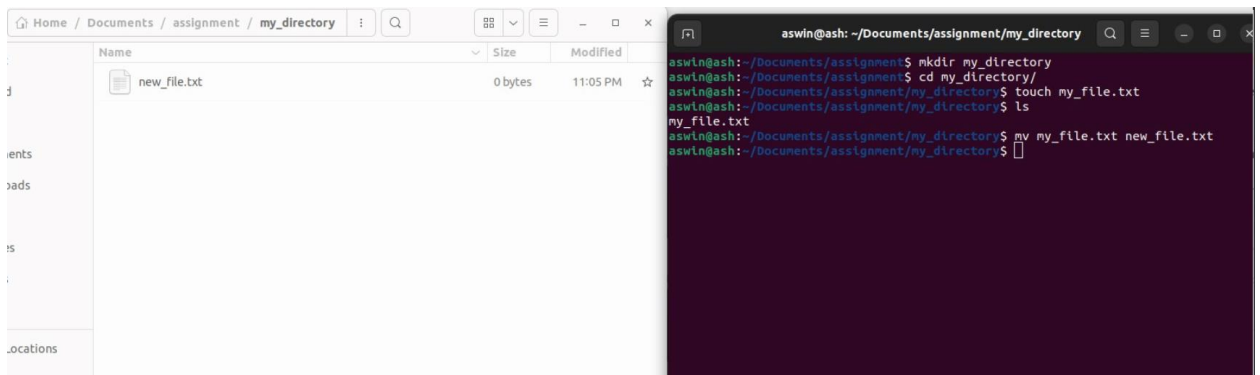 Home / Documents / assignment / my_directory
Name Size Modified
new_file.txt 0 bytes 11:05 PM
ents
oads
es
Locations
aswin@ash: ~/Documents/assignment/my_directory
aswin@ash:~/Documents/assignment$ mkdir my_directory
aswin@ash:~/Documents/assignment$ cd my_directory/
aswin@ash:~/Documents/assignment/my_directory$ touch my_file.txt
aswin@ash:~/Documents/assignment/my_directory$ ls
my_file.txt
aswin@ash:~/Documents/assignment/my_directory$ mv my_file.txt new_file.txt
aswin@ash:~/Documents/assignment/my_directory$